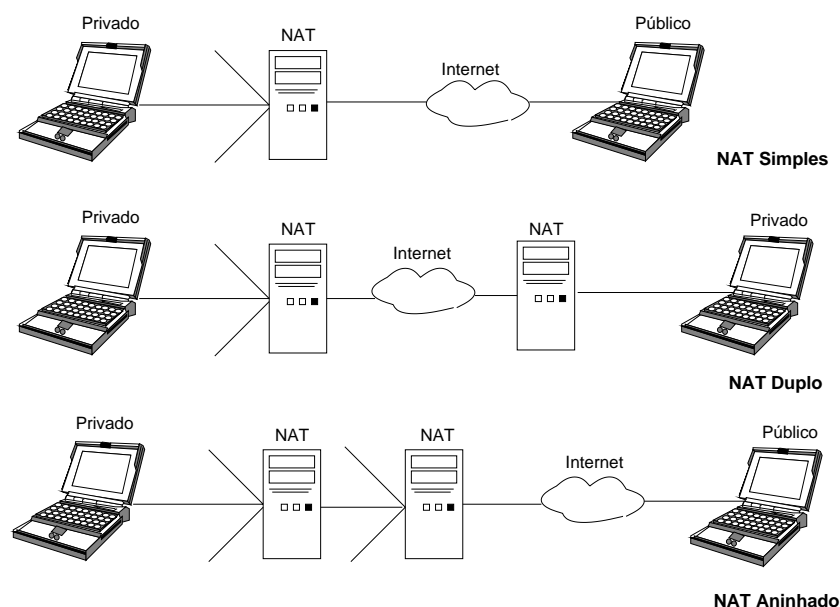 Privado
NAT
Internet
Público
NAT Simples
Privado
NAT
Internet
NAT
Privado
NAT Duplo
Privado
NAT
NAT
Internet
Público
NAT Aninhado